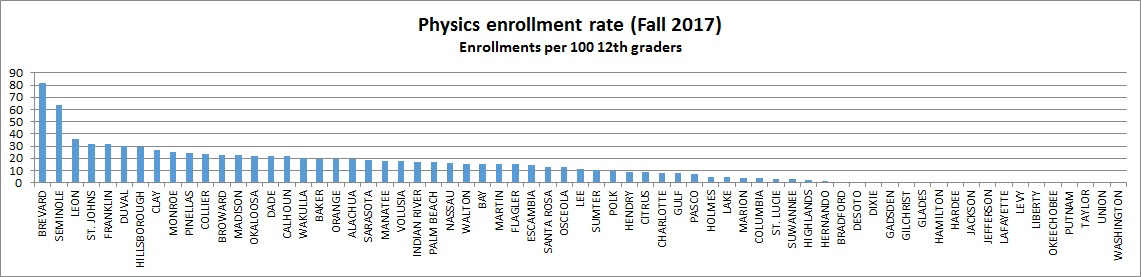 Physics enrollment rate (Fall 2017)
Enrollments per 100 12th graders
90
80
70
60
50
40
30
20
10
0
BREVARD
SEMINOLE
LEON
ST. JOHNS
FRANKLIN
DUVAL
HILLSBOROUGH
CLAY
MONROE
PINELLAS
COLLIER
BROWARD
MADISON
OKALOOSA
DADE
CALHOUN
WAKULLA
BAKER
ORANGE
ALACHUA
SARASOTA
MANATEE
VOLUSIA
INDIAN RIVER
PALM BEACH
NASSAU
WALTON
BAY
MARTIN
FLAGLER
ESCAMBIA
SANTA ROSA
OSCEOLA
LEE
SUMTER
POLK
HENDRY
CITRUS
CHARLOTTE
GULF
PASCO
HOLMES
LAKE
MARION
COLUMBIA
ST. LUCIE
SUWANNEE
HIGHLANDS
HERNANDO
BRADFORD
DESOTO
DIXIE
GADSDEN
GILCHRIST
GLADES
HAMILTON
HARDEE
JACKSON
JEFFERSON
LAFAYETTE
LEVY
LIBERTY
OKEECHOBEE
PUTNAM
TAYLOR
UNION
WASHINGTON